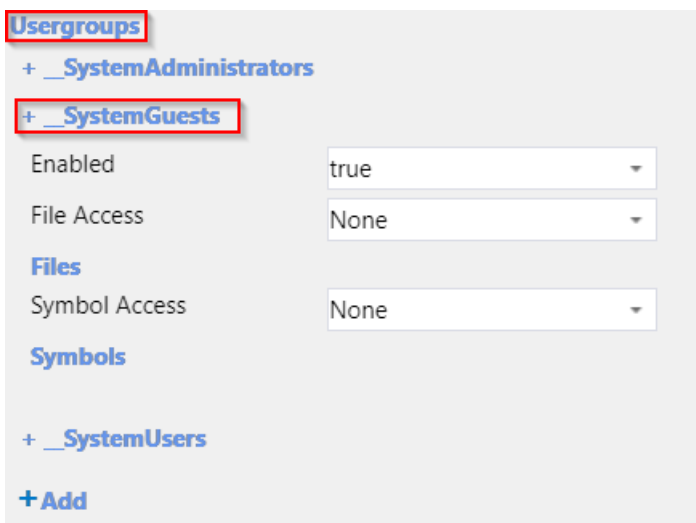 Usergroups
+ __SystemAdministrators
+ __SystemGuests
Enabled true
File Access None
Files
Symbol Access None
Symbols
+ __SystemUsers
+Add